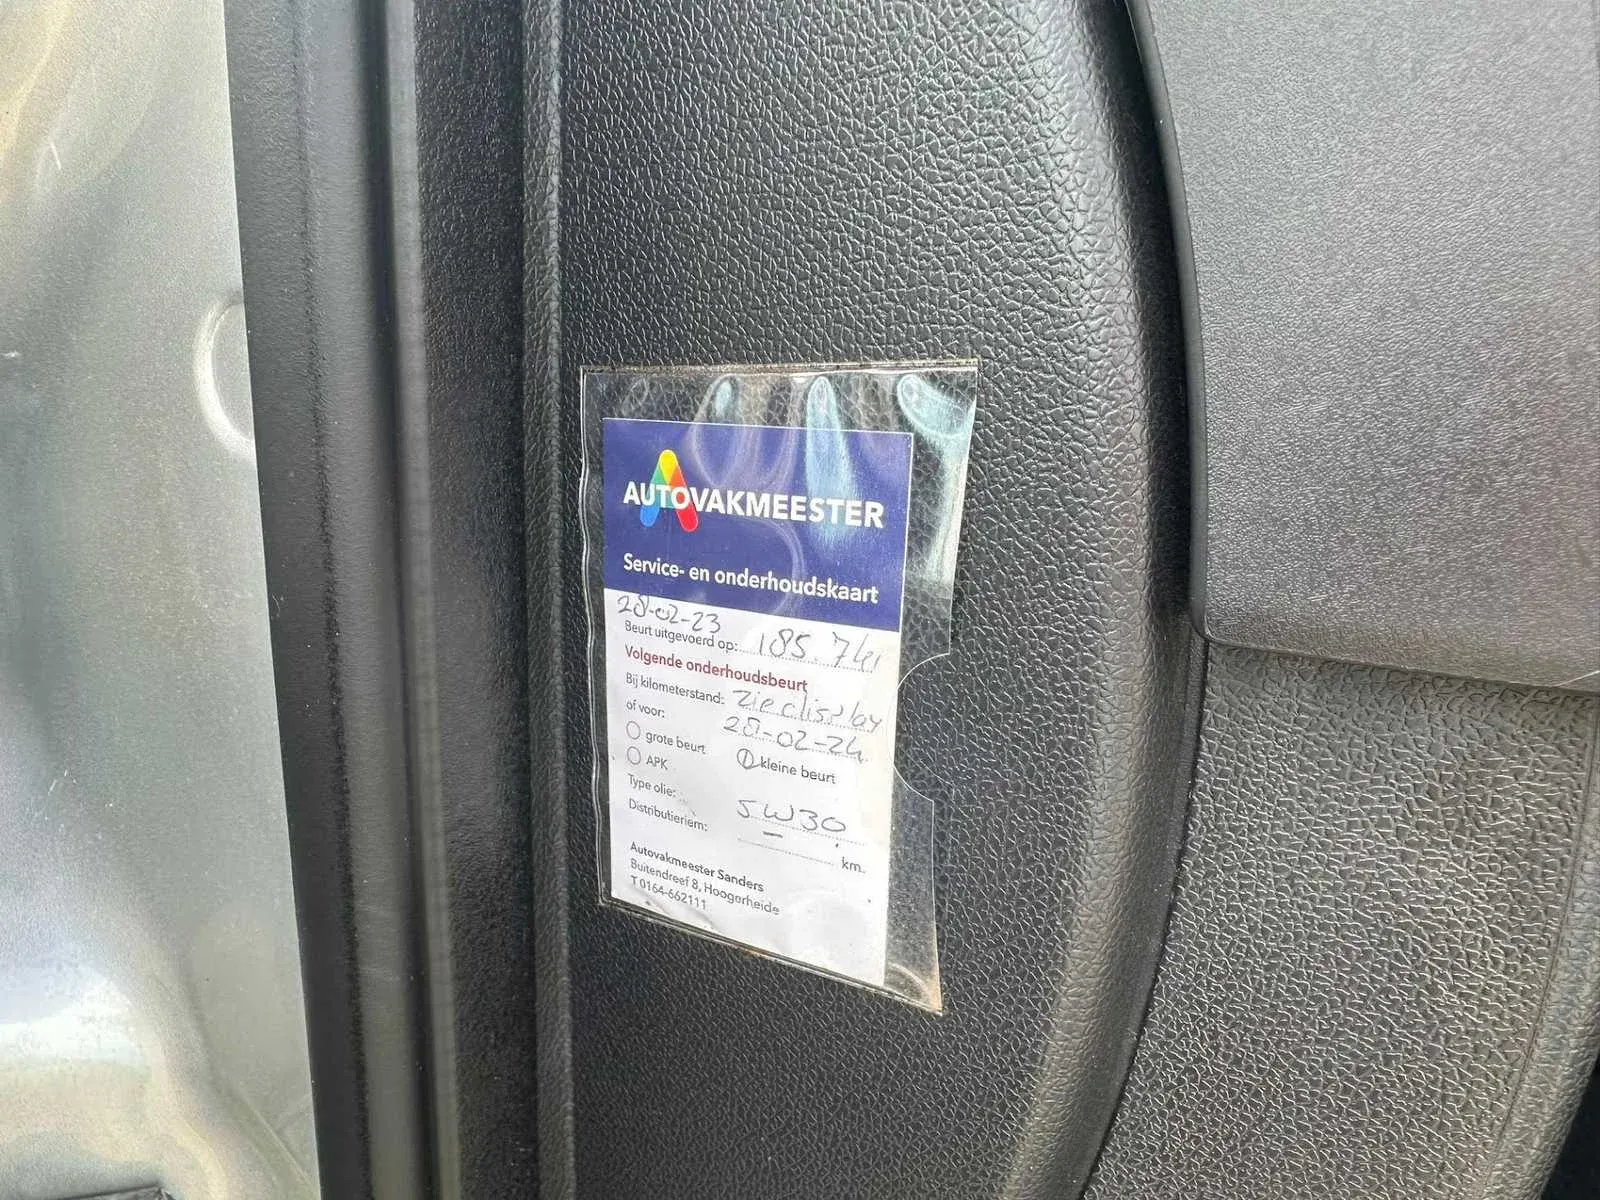 AUTOVAKMEESTER
Service- en onderhoudskaart
28-02-23
Beurt uitgevoerd op: 185.741
Volgende onderhoudsbeurt
Bij kilometerstand: zie display
of voor: 28-02-24
grote beurt kleine beurt
APK
Type olie: 5W30
Distributieriem: - km.
Autovakmeester Sanders
Buitendreef 8, Hoogerheide
T 0164-662111